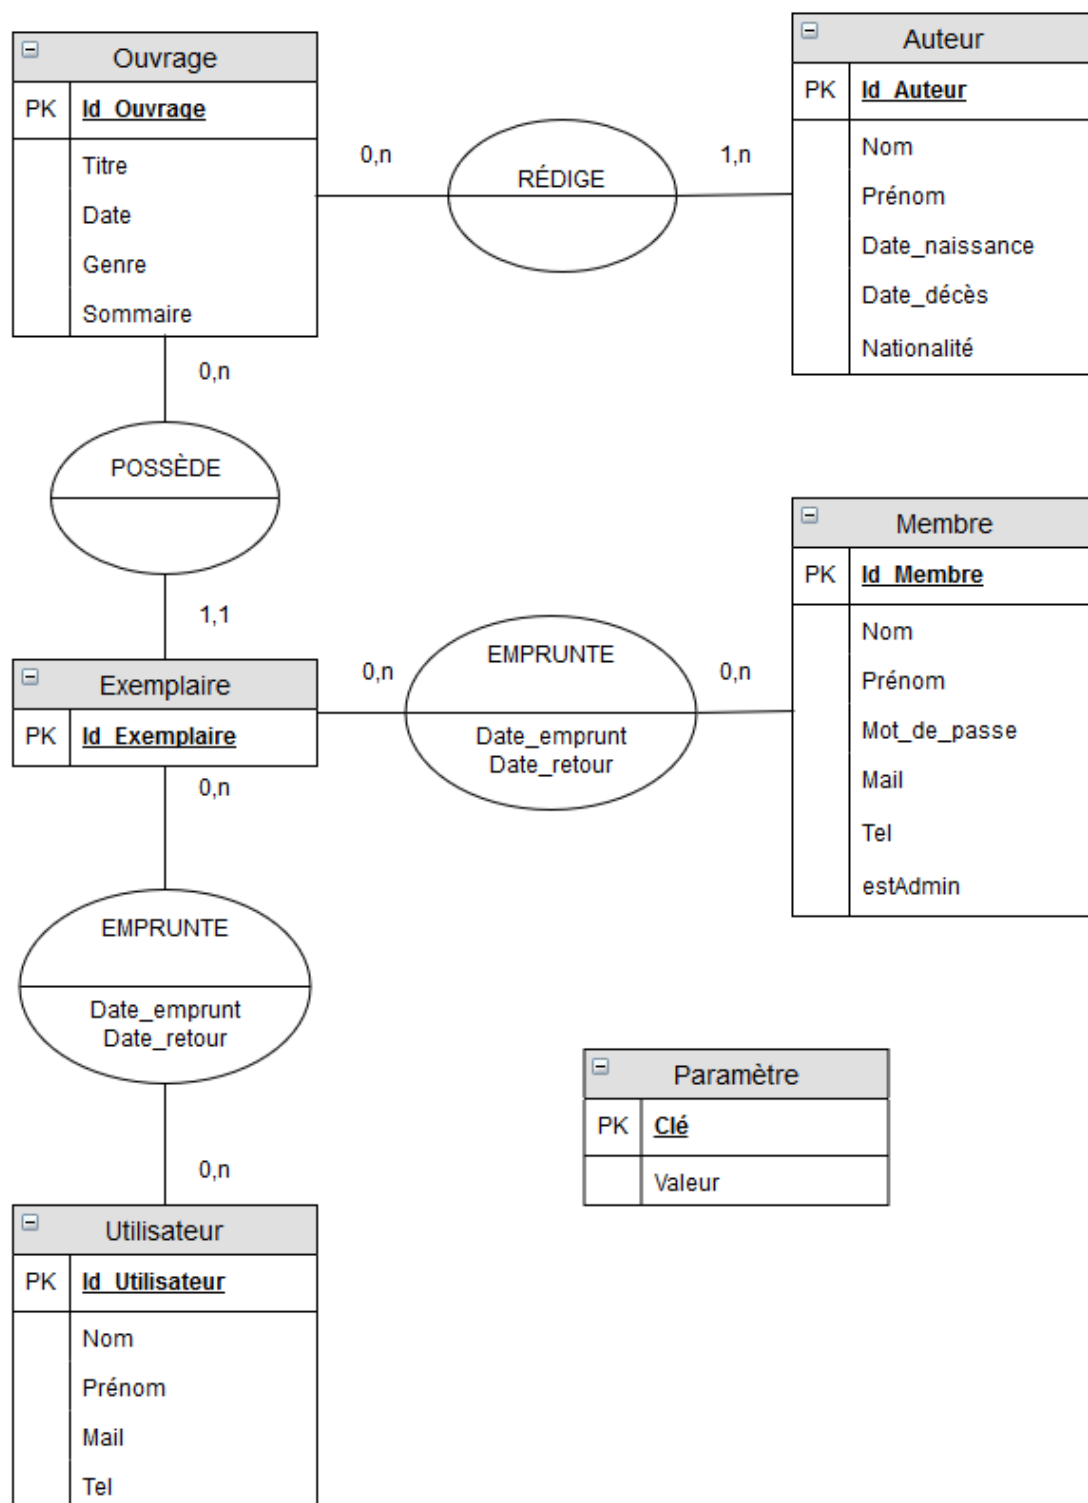 Ouvrage
PK Id_Ouvrage
Titre
Date
Genre
Sommaire
0,n
RÉDIGE
1,n
Auteur
PK Id_Auteur
Nom
Prénom
Date_naissance
Date_décès
Nationalité
0,n
POSSÈDE
1,1
Exemplaire
PK Id_Exemplaire
0,n
EMPRUNTE
Date_emprunt
Date_retour
0,n
Membre
PK Id_Membre
Nom
Prénom
Mot_de_passe
Mail
Tel
estAdmin
0,n
EMPRUNTE
Date_emprunt
Date_retour
0,n
Utilisateur
PK Id_Utilisateur
Nom
Prénom
Mail
Tel
Paramètre
PK Clé
Valeur